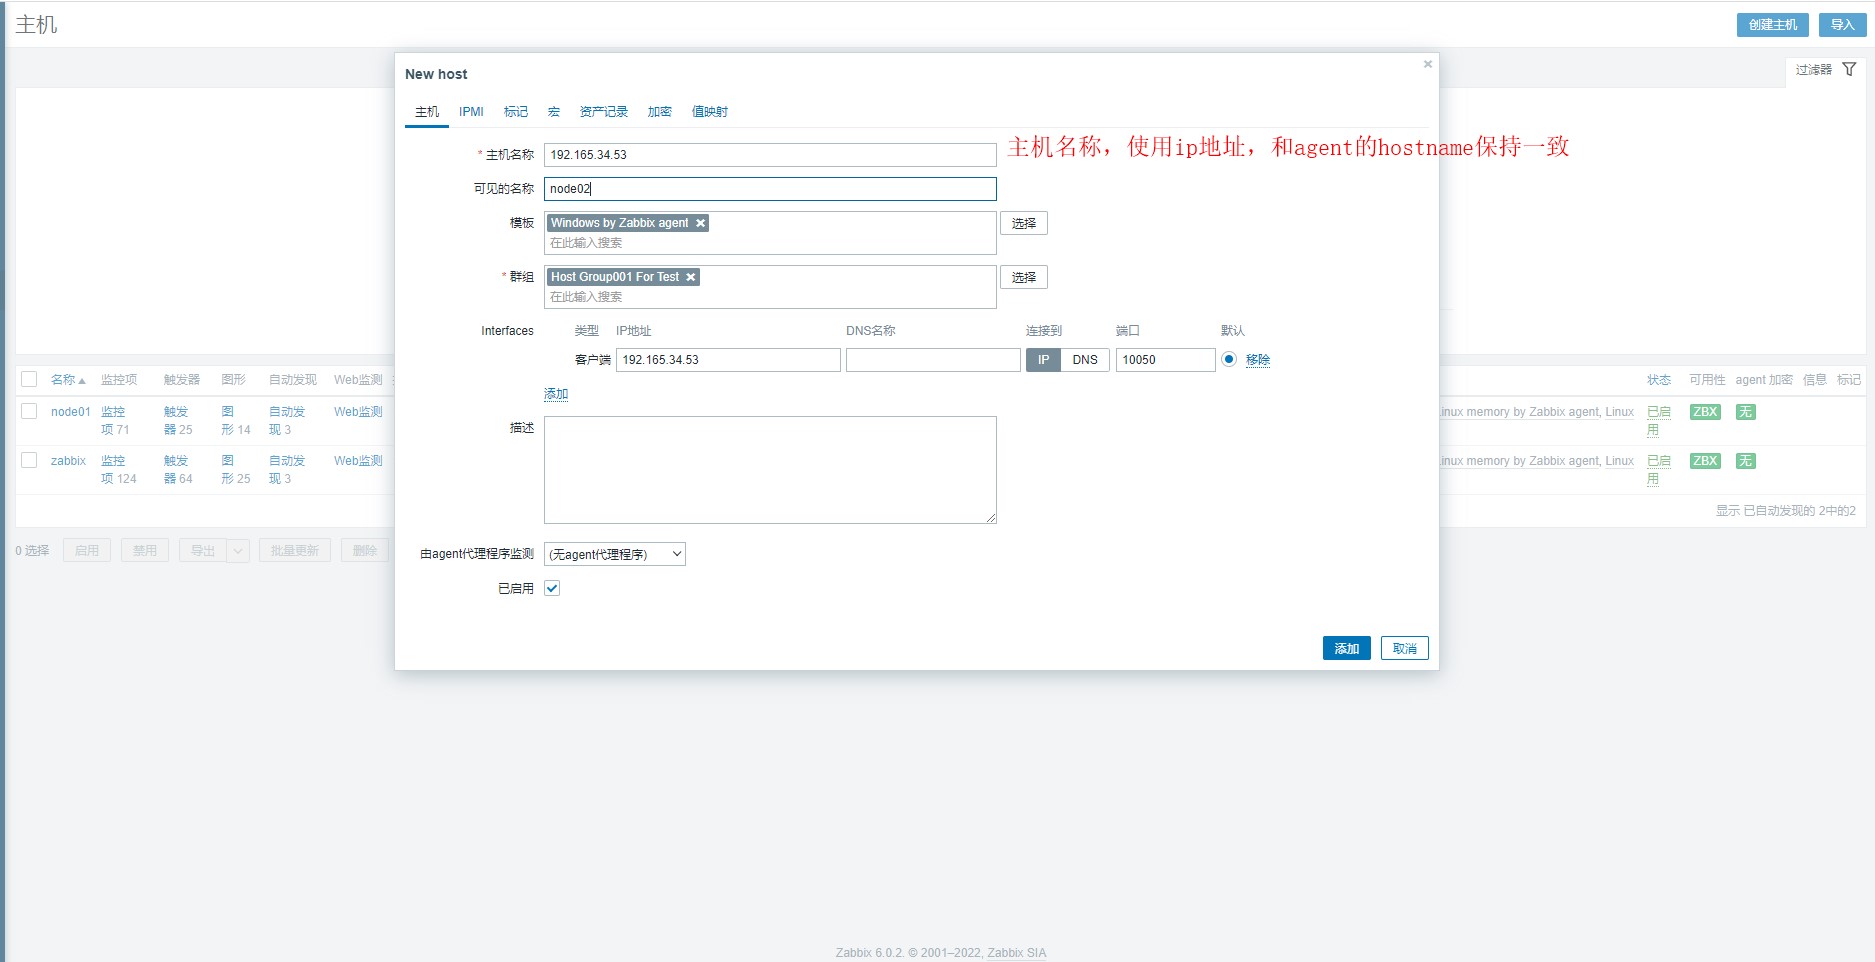 主机
创建主机 导入
过滤器
New host
主机 IPMI 标记 宏 资产记录 加密 值映射
* 主机名称 192.165.34.53
主机名称，使用ip地址，和agent的hostname保持一致
可见的名称 node02
模板 Windows by Zabbix agent
在此输入搜索
选择
* 群组 Host Group001 For Test
在此输入搜索
选择
Interfaces 类型 IP地址 DNS名称 连接到 端口 默认
客户端 192.165.34.53 IP DNS 10050 移除
添加
描述
由agent代理程序监测 (无agent代理程序)
已启用
添加 取消
名称 监控项 触发器 图形 自动发现 Web监测 状态 可用性 agent 加密 信息 标记
node01 监控 触发 图 自动发 Web监测 inux memory by Zabbix agent, Linux 已启 ZBX 无
项 71 器 25 形 14 现 3 用
zabbix 监控 触发 图 自动发 Web监测 inux memory by Zabbix agent, Linux 已启 ZBX 无
项 124 器 64 形 25 现 3 用
显示 已自动发现的 2中的2
0 选择 启用 禁用 导出 批量更新 删除
Zabbix 6.0.2. © 2001–2022, Zabbix SIA